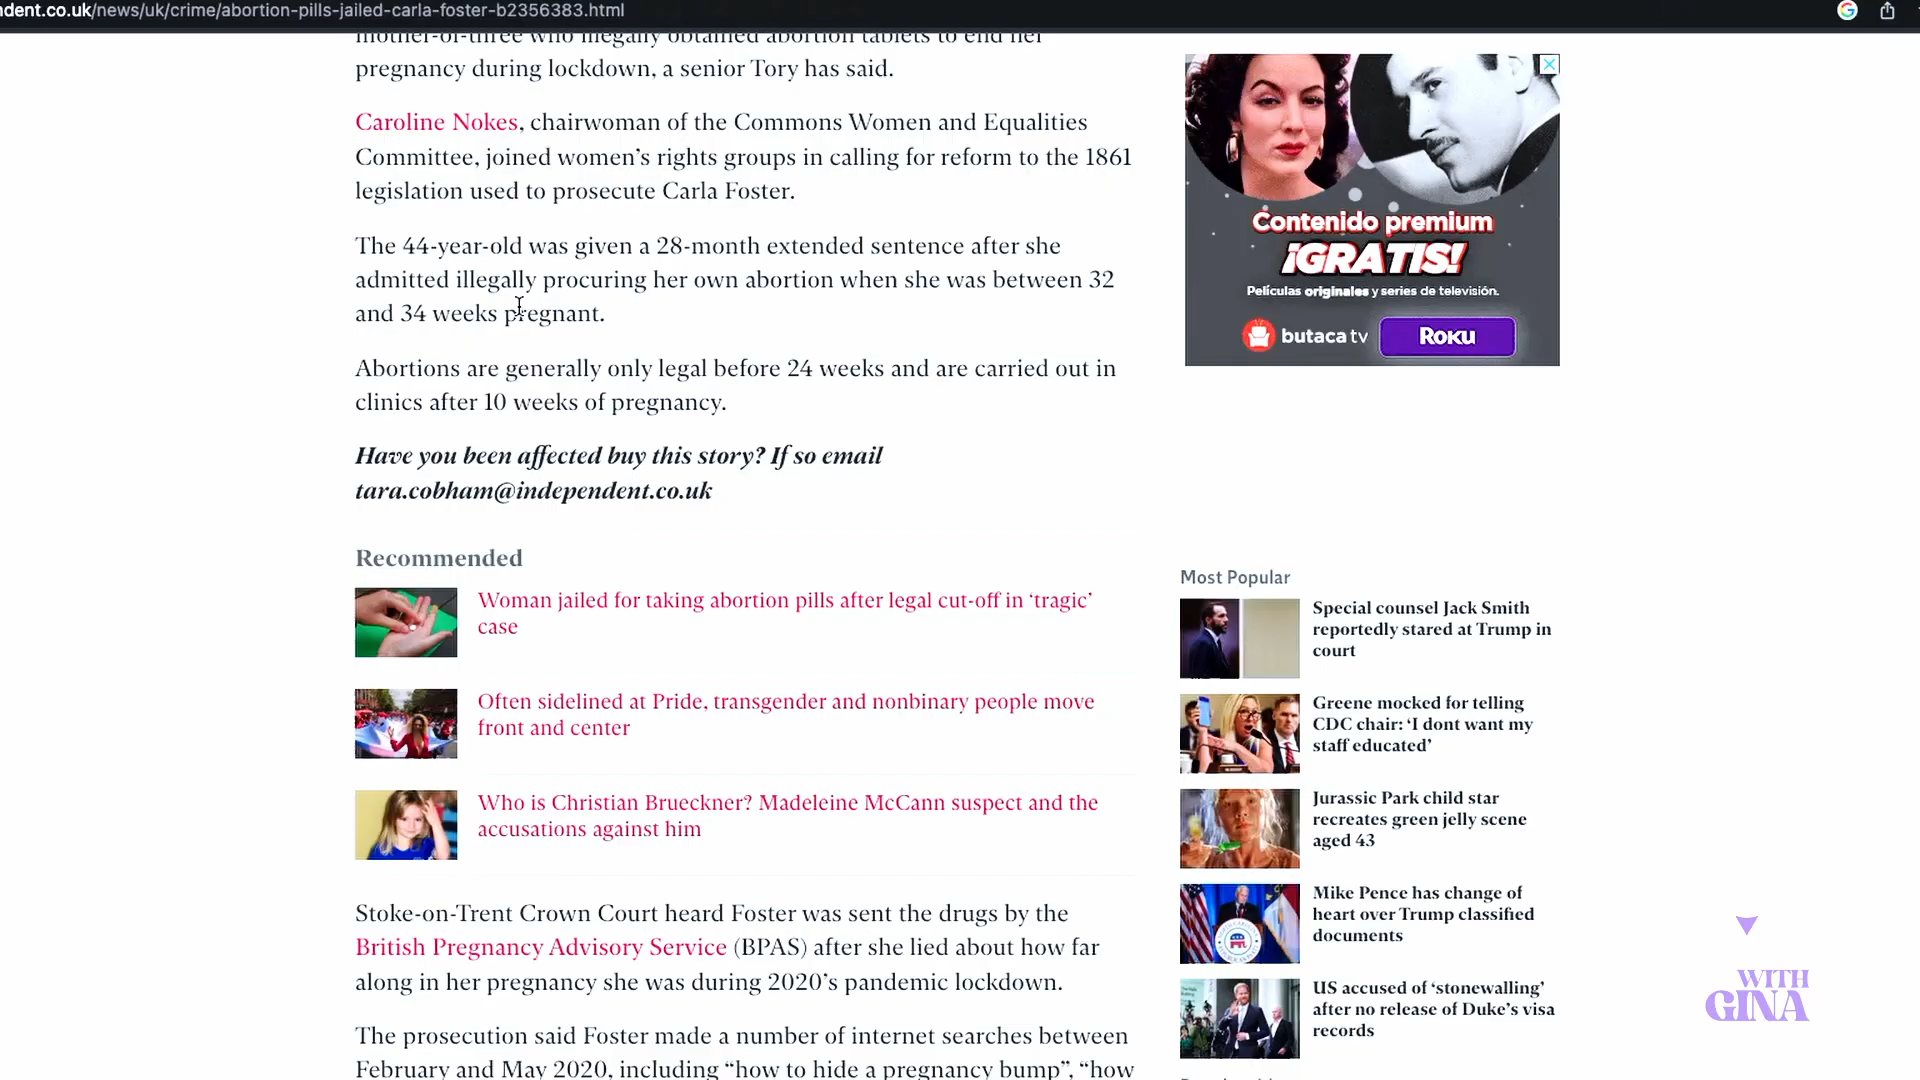 ndent.co.uk/news/uk/crime/abortion-pills-jailed-carla-foster-b2356383.html
mother-of-three who illegally obtained abortion tablets to end her
pregnancy during lockdown, a senior Tory has said.
Caroline Nokes, chairwoman of the Commons Women and Equalities
Committee, joined women’s rights groups in calling for reform to the 1861
legislation used to prosecute Carla Foster.
The 44-year-old was given a 28-month extended sentence after she
admitted illegally procuring her own abortion when she was between 32
and 34 weeks pregnant.
Abortions are generally only legal before 24 weeks and are carried out in
clinics after 10 weeks of pregnancy.
Have you been affected buy this story? If so email
tara.cobham@independent.co.uk
Recommended
Woman jailed for taking abortion pills after legal cut-off in ‘tragic’
case
Often sidelined at Pride, transgender and nonbinary people move
front and center
Who is Christian Brueckner? Madeleine McCann suspect and the
accusations against him
Stoke-on-Trent Crown Court heard Foster was sent the drugs by the
British Pregnancy Advisory Service (BPAS) after she lied about how far
along in her pregnancy she was during 2020’s pandemic lockdown.
The prosecution said Foster made a number of internet searches between
February and May 2020, including “how to hide a pregnancy bump”, “how
Contenido premium
¡GRATIS!
Películas originales y series de televisión.
butaca tv
ROKU
Most Popular
Special counsel Jack Smith
reportedly stared at Trump in
court
Greene mocked for telling
CDC chair: ‘I dont want my
staff educated’
Jurassic Park child star
recreates green jelly scene
aged 43
Mike Pence has change of
heart over Trump classified
documents
US accused of ‘stonewalling’
after no release of Duke’s visa
records
WITH
GINA